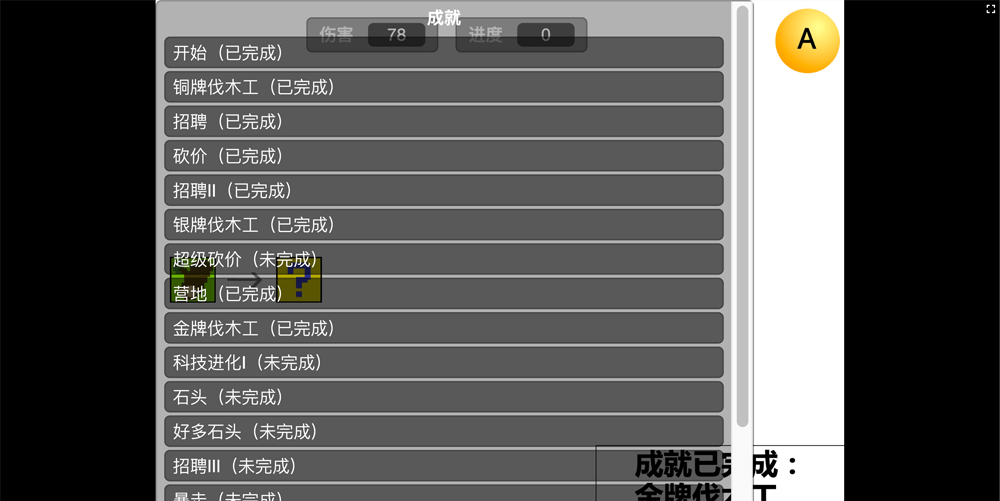 成就
伤害 78 进度 0
A
开始（已完成）
铜牌伐木工（已完成）
招聘（已完成）
砍价（已完成）
招聘II（已完成）
银牌伐木工（已完成）
超级砍价（未完成）
?
营地（已完成）
金牌伐木工（已完成）
科技进化I（未完成）
石头（未完成）
好多石头（未完成）
招聘III（未完成）
暴走（未完成）
成就已完成：
金牌伐木工